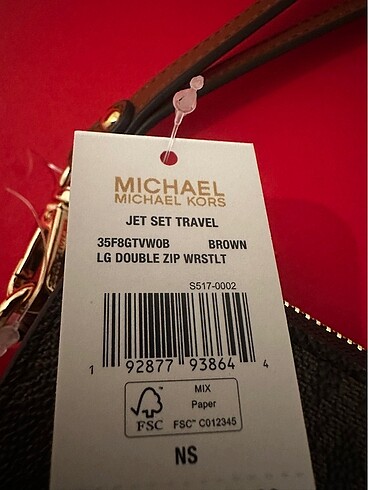 MICHAEL
MICHAEL KORS
JET SET TRAVEL
35F8GTVW0B BROWN
LG DOUBLE ZIP WRSTLT
S517-0002
1 92877 93864 4
MIX
Paper
FSC™ C012345
FSC
NS